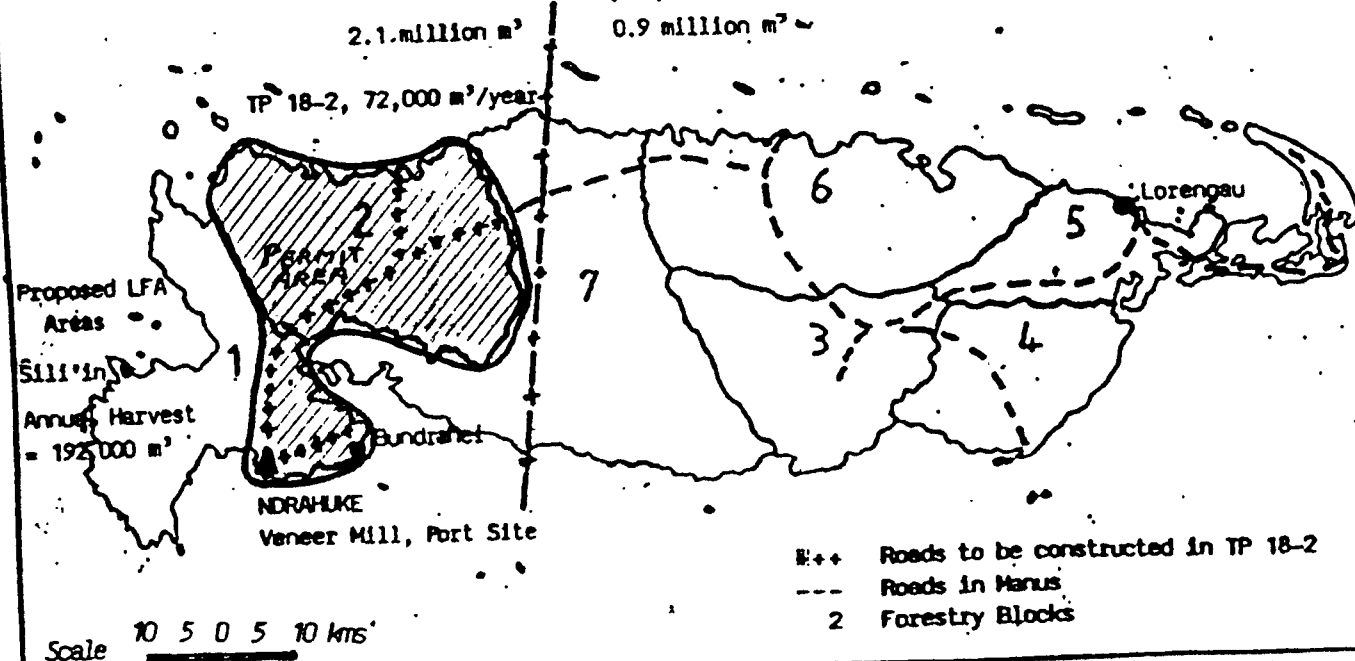 2.1 million m³
0.9 million m³
TP 18-2, 72,000 m³/year
6
Lorengau
5
2
PERMIT
AREA
7
Proposed LFA
Areas
3
4
1
Sili'in
Annual Harvest
= 192,000 m³
Bundrahei
NDRAHUKE
Veneer Mill, Port Site
++ Roads to be constructed in TP 18-2
--- Roads in Manus
2 Forestry Blocks
Scale 10 5 0 5 10 kms